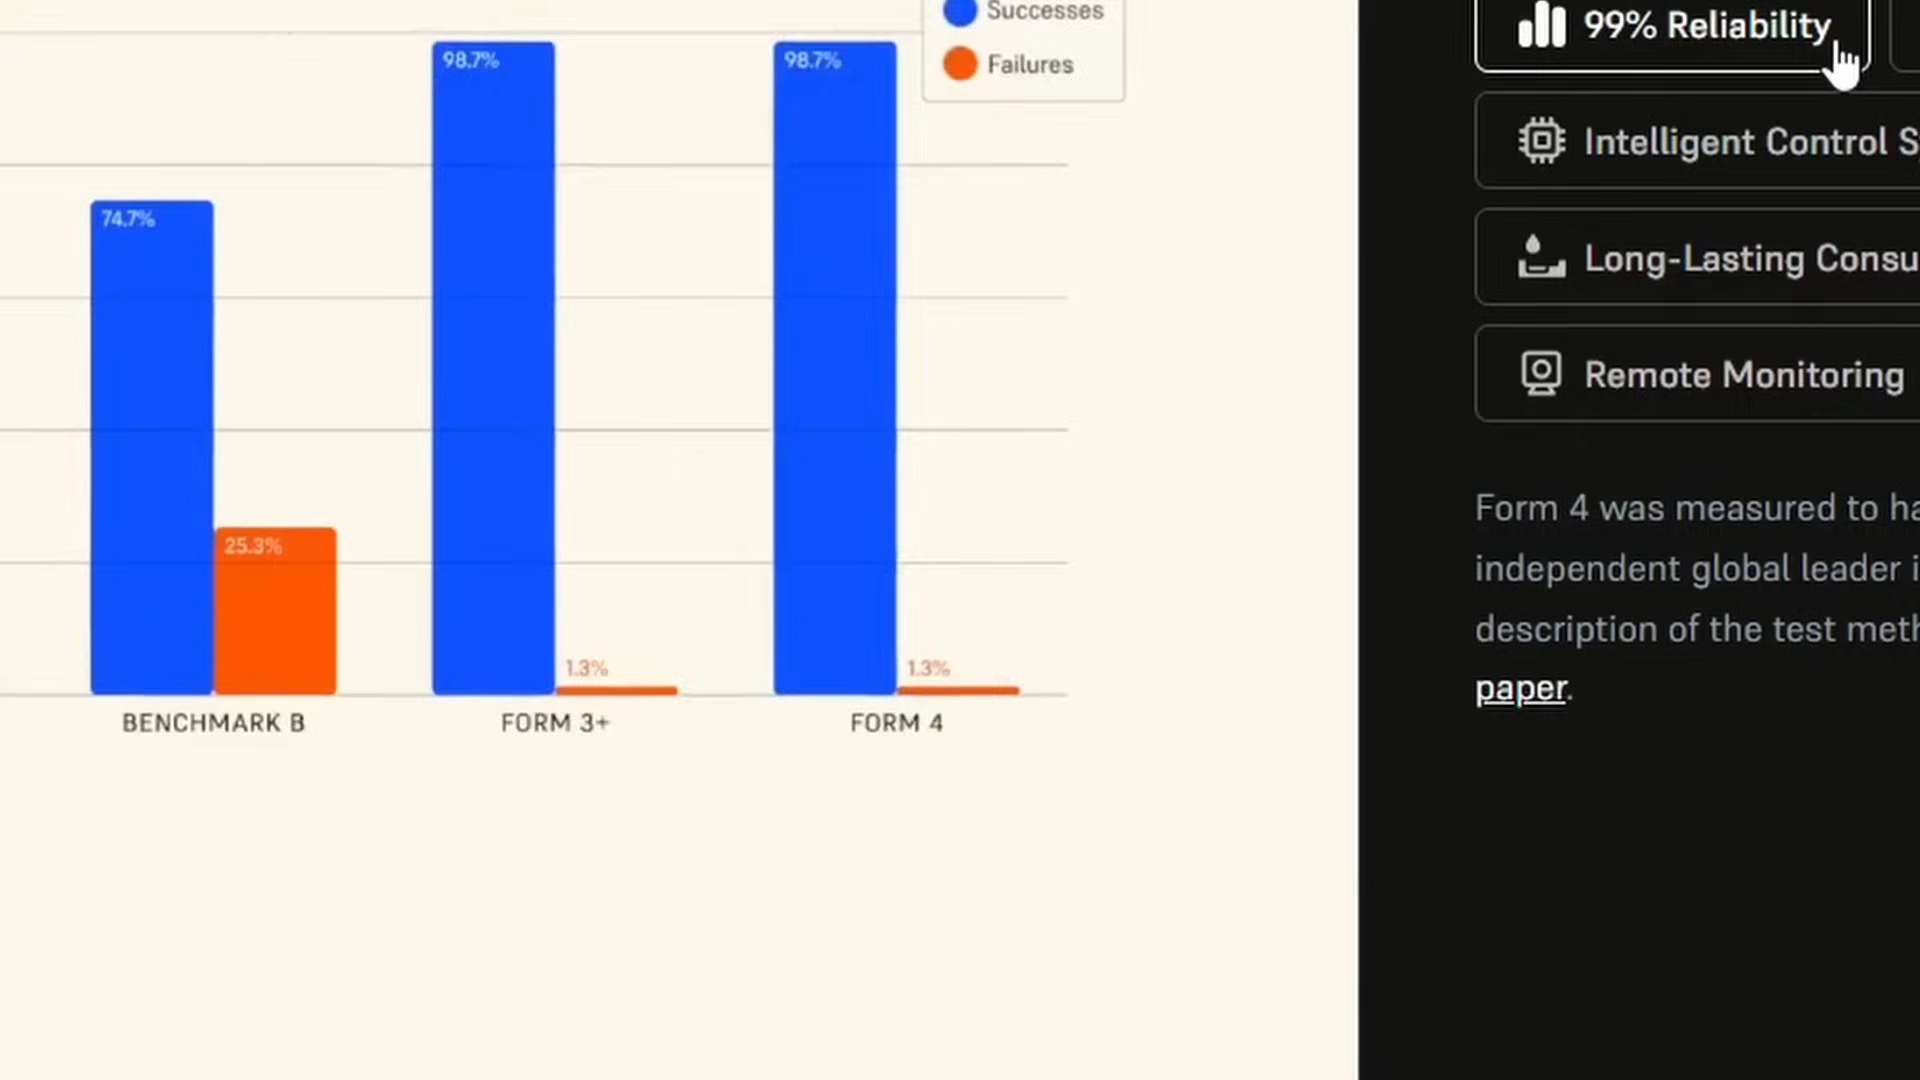 Successes
Failures
98.7%
98.7%
74.7%
25.3%
1.3%
1.3%
BENCHMARK B
FORM 3+
FORM 4
99% Reliability
Intelligent Control S
Long-Lasting Consu
Remote Monitoring
Form 4 was measured to ha
independent global leader i
description of the test meth
paper.